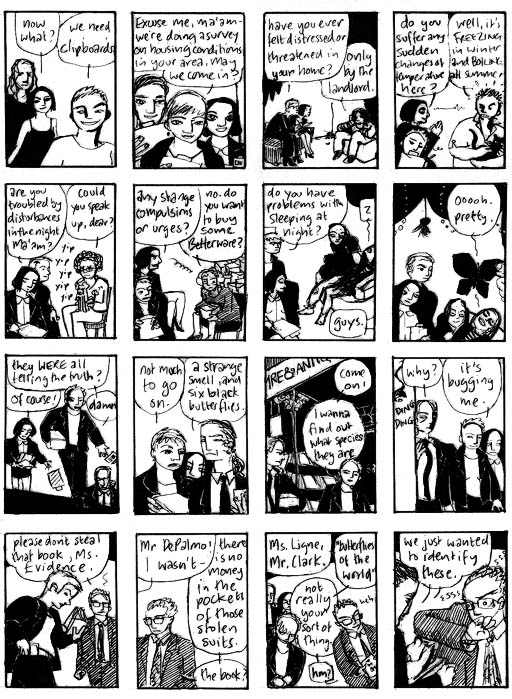 now
what?
we
need
clipboards
Excuse me, ma'am-
we're doing a survey
on housing conditions
in your area. May
we come in?
have you ever
felt distressed or
threatened in
your home?
only
by the
landlord.
do you
suffer any
sudden
changes of
temperature
here?
well, it's
FREEZING
in winter
and BOILING
all summer!
are you
troubled by
disturbances
in the night
Ma'am?
could
you speak
up, dear?
yip
yip
yip
yip
any strange
compulsions
or urges?
no. do
you want
to buy
some
Betterware?
do you have
problems with
sleeping at
night?
Z
guys.
Ooooh.
pretty.
they WERE all
telling the truth?
of course!
damn.
not much
to go
on.
a strange
smell, and
six black
butterflies.
come
on!
I wanna
find out
what species
they are
why?
it's
bugging
me.
DING
DING
please don't steal
that book, Ms.
Evidence.
Mr DePalmo!
I wasn't-
there
is no
money
in the
pockets
of those
stolen
suits.
the book?
Ms. Ligne,
Mr. Clark,
"butterflies
of the
world"
not
really
your
sort of
thing.
hm?
we just wanted
to identify
these.